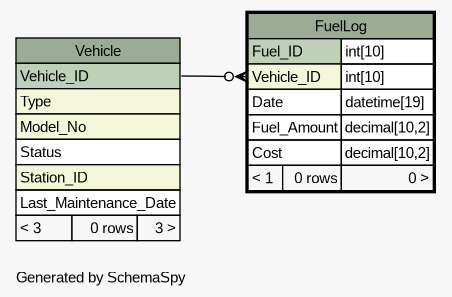 Vehicle
Vehicle_ID
Type
Model_No
Status
Station_ID
Last_Maintenance_Date
< 3 0 rows 3 >
FuelLog
Fuel_ID int[10]
Vehicle_ID int[10]
Date datetime[19]
Fuel_Amount decimal[10,2]
Cost decimal[10,2]
< 1 0 rows 0 >
Generated by SchemaSpy